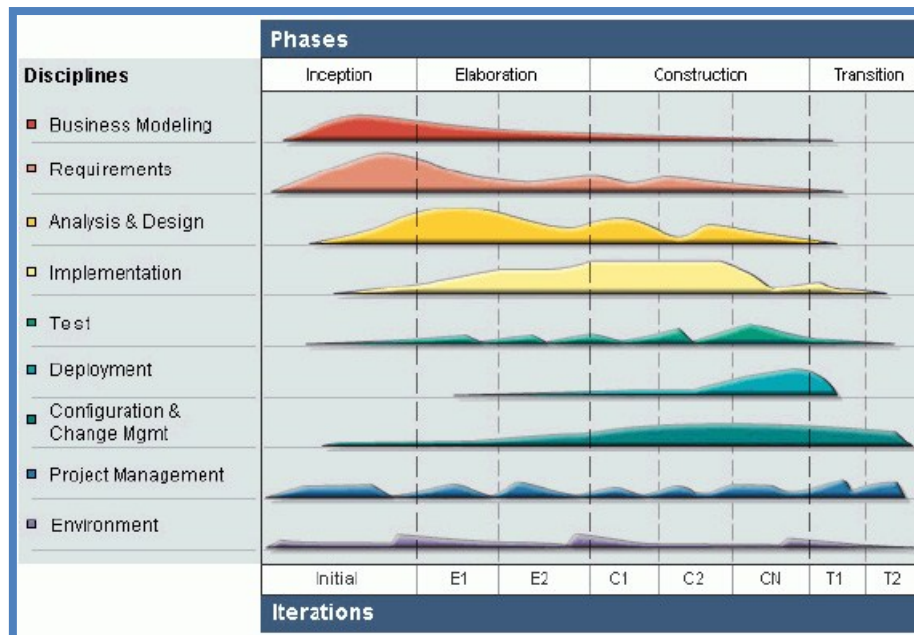 Phases
Disciplines
Inception
Elaboration
Construction
Transition
Business Modeling
Requirements
Analysis & Design
Implementation
Test
Deployment
Configuration &
Change Mgmt
Project Management
Environment
Initial
E1
E2
C1
C2
CN
T1
T2
Iterations